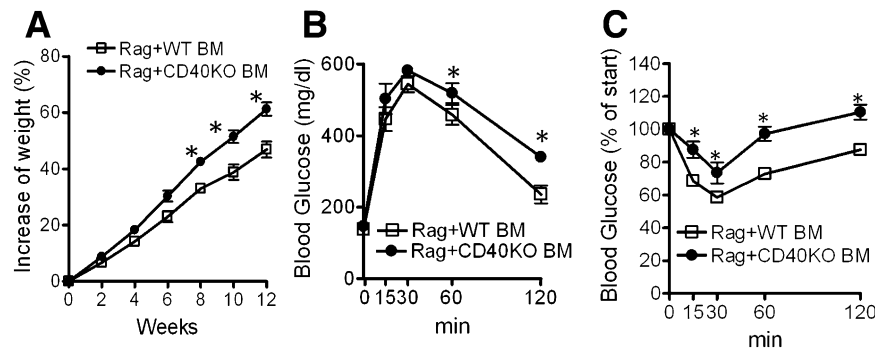 A
Rag+WT BM
Rag+CD40KO BM
Increase of weight (%)
80
60
40
20
0
* * *
0 2 4 6 8 10 12
Weeks
B
Blood Glucose (mg/dl)
600
400
200
0
* *
Rag+WT BM
Rag+CD40KO BM
0 15 30 60 120
min
C
Blood Glucose (% of start)
140
120
100
80
60
40
20
0
* * * *
Rag+WT BM
Rag+CD40KO BM
0 15 30 60 120
min